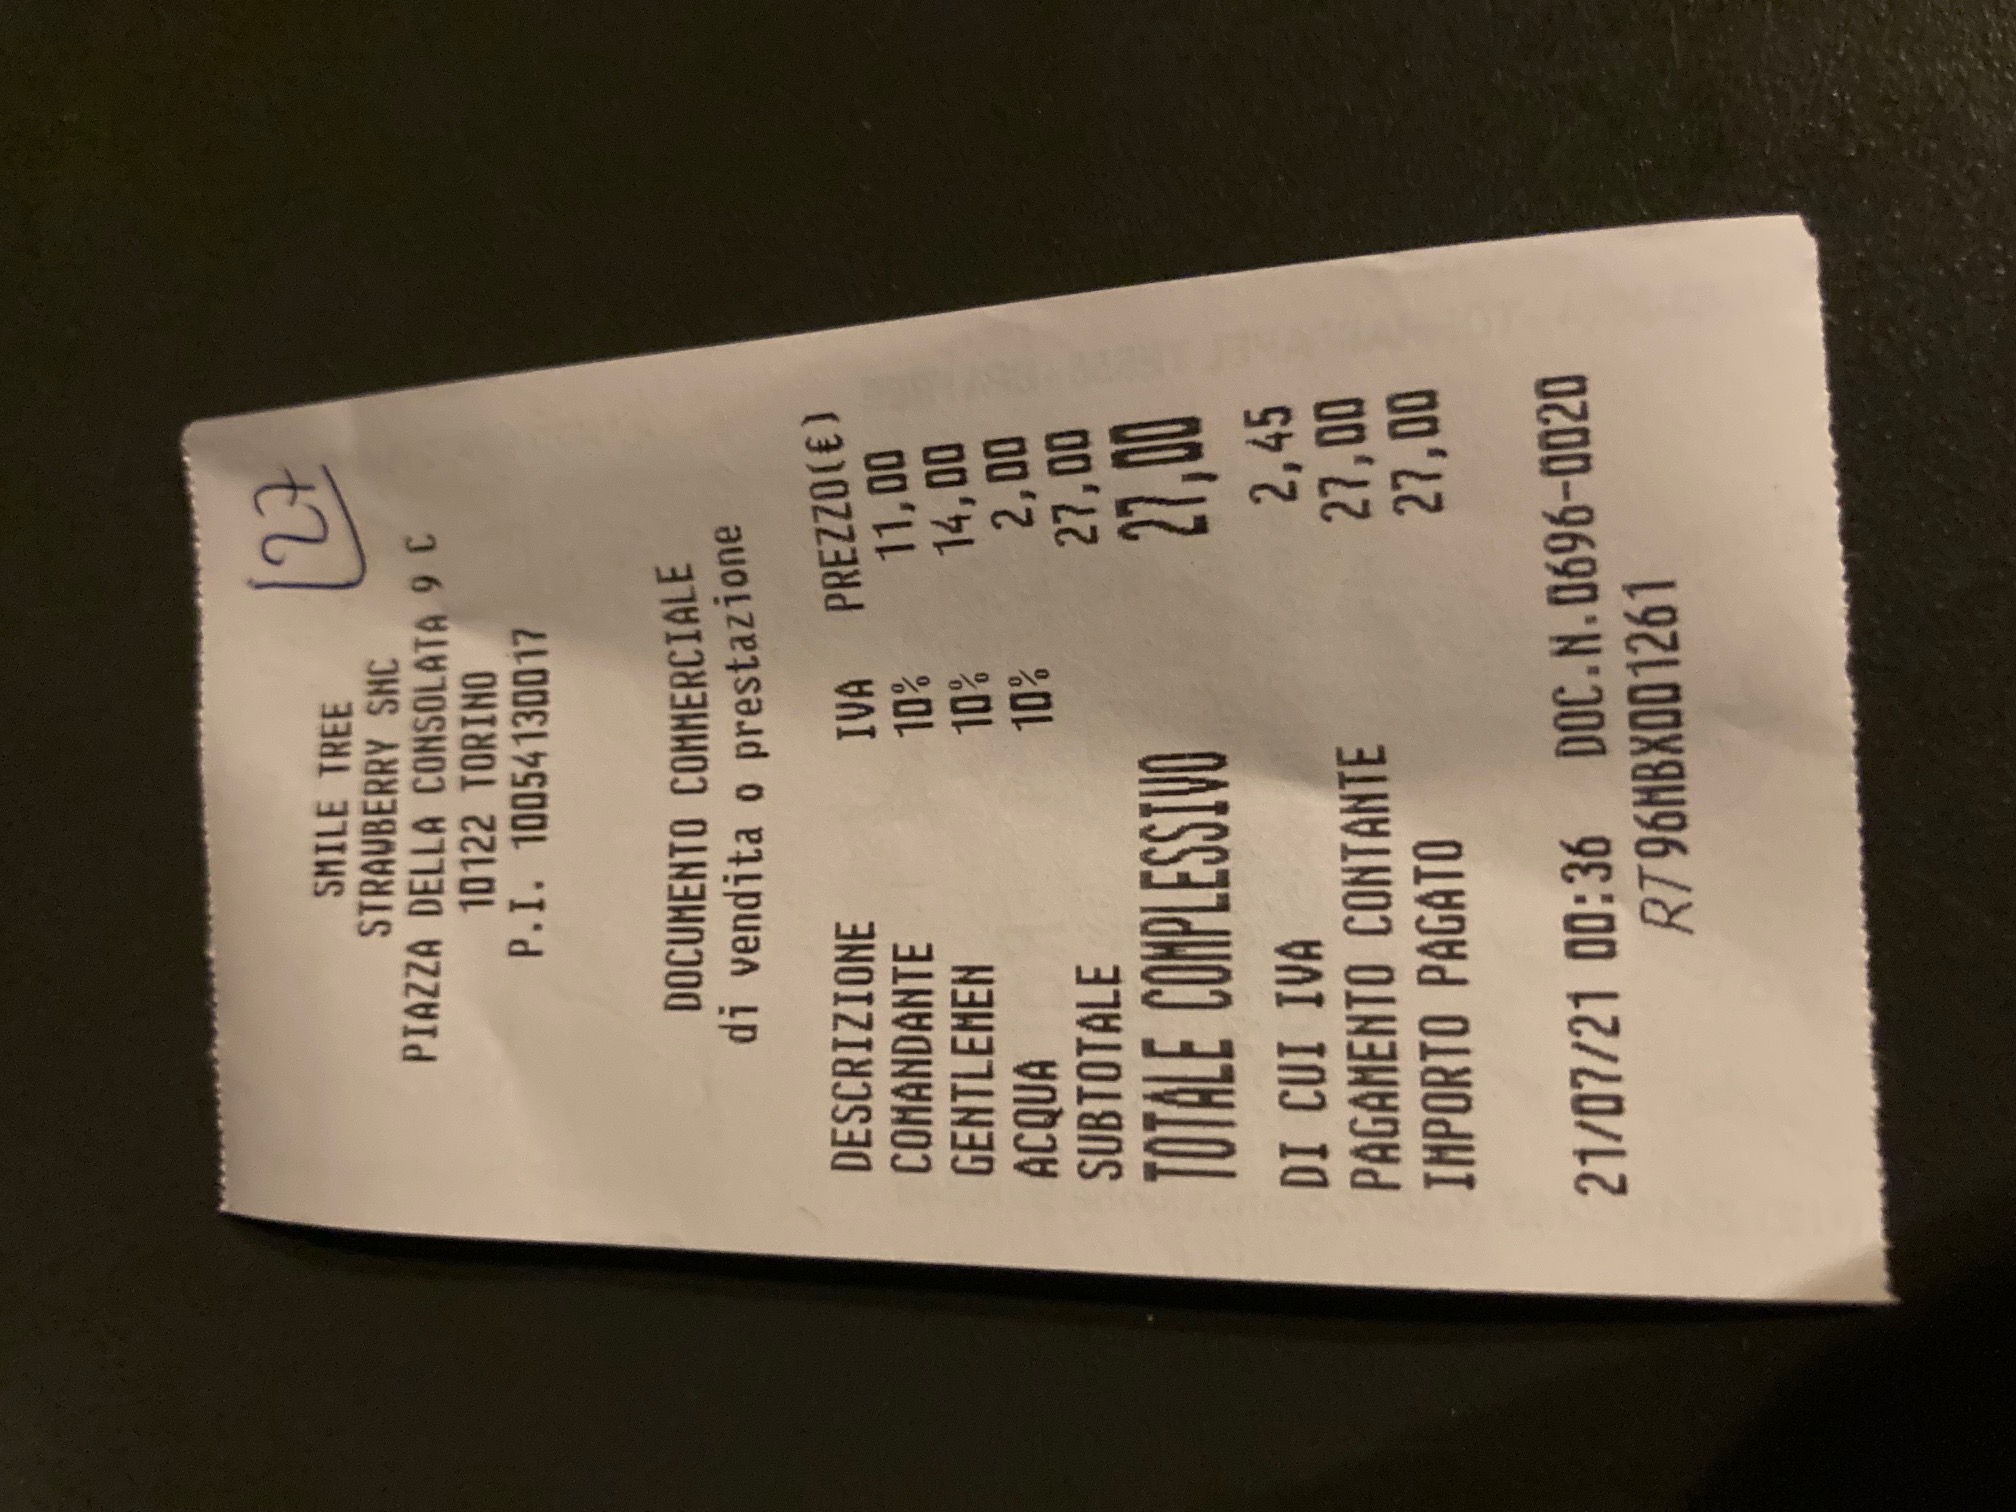 27
SMILE TREE
STRAWBERRY SNC
PIAZZA DELLA CONSOLATA 9 C
10122 TORINO
P.I. 10054130017
DOCUMENTO COMMERCIALE
di vendita o prestazione
DESCRIZIONE IVA PREZZO(€)
COMANDANTE 10% 11,00
GENTLEMEN 10% 14,00
ACQUA 10% 2,00
SUBTOTALE 27,00
TOTALE COMPLESSIVO 27,00
DI CUI IVA 2,45
PAGAMENTO CONTANTE 27,00
IMPORTO PAGATO 27,00
21/07/21 00:36 DOC.N.0696-0020
RT 96MBX001261